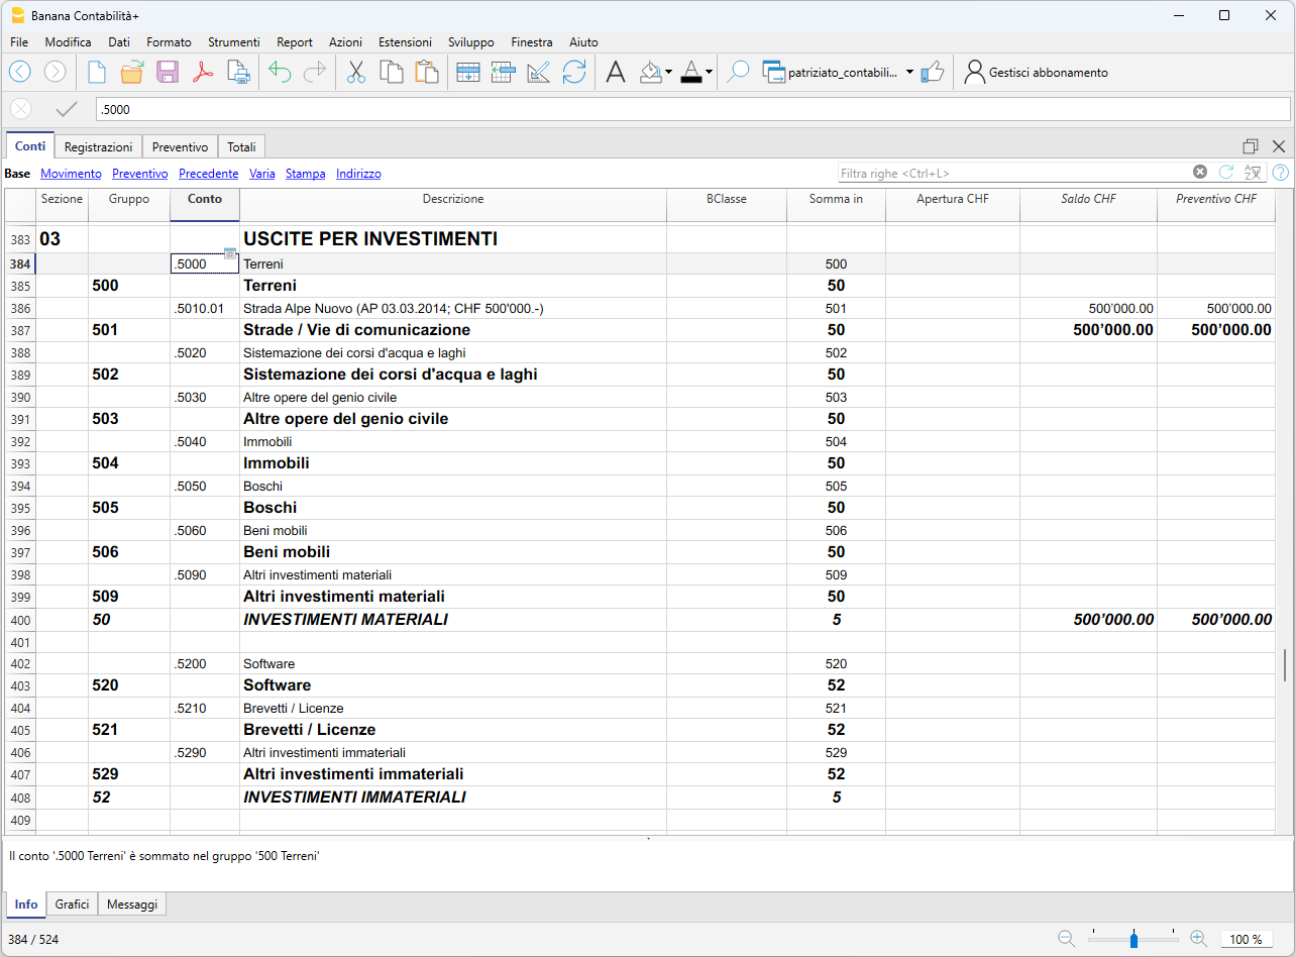 Banana Contabilità+
File Modifica Dati Formato Strumenti Report Azioni Estensioni Sviluppo Finestra Aiuto
patriziato_contabili... Gestisci abbonamento
.5000
Conti Registrazioni Preventivo Totali
Base Movimento Preventivo Precedente Varia Stampa Indirizzo Filtra righe <Ctrl+L>
Sezione Gruppo Conto Descrizione BClasse Somma in Apertura CHF Saldo CHF Preventivo CHF
383 03 USCITE PER INVESTIMENTI
384 .5000 Terreni 500
385 500 Terreni 50
386 .5010.01 Strada Alpe Nuovo (AP 03.03.2014; CHF 500'000.-) 501 500'000.00 500'000.00
387 501 Strade / Vie di comunicazione 50 500'000.00 500'000.00
388 .5020 Sistemazione dei corsi d'acqua e laghi 502
389 502 Sistemazione dei corsi d'acqua e laghi 50
390 .5030 Altre opere del genio civile 503
391 503 Altre opere del genio civile 50
392 .5040 Immobili 504
393 504 Immobili 50
394 .5050 Boschi 505
395 505 Boschi 50
396 .5060 Beni mobili 506
397 506 Beni mobili 50
398 .5090 Altri investimenti materiali 509
399 509 Altri investimenti materiali 50
400 50 INVESTIMENTI MATERIALI 5 500'000.00 500'000.00
401
402 .5200 Software 520
403 520 Software 52
404 .5210 Brevetti / Licenze 521
405 521 Brevetti / Licenze 52
406 .5290 Altri investimenti immateriali 529
407 529 Altri investimenti immateriali 52
408 52 INVESTIMENTI IMMATERIALI 5
409
Il conto '.5000 Terreni' è sommato nel gruppo '500 Terreni'
Info Grafici Messaggi
384 / 524 100 %